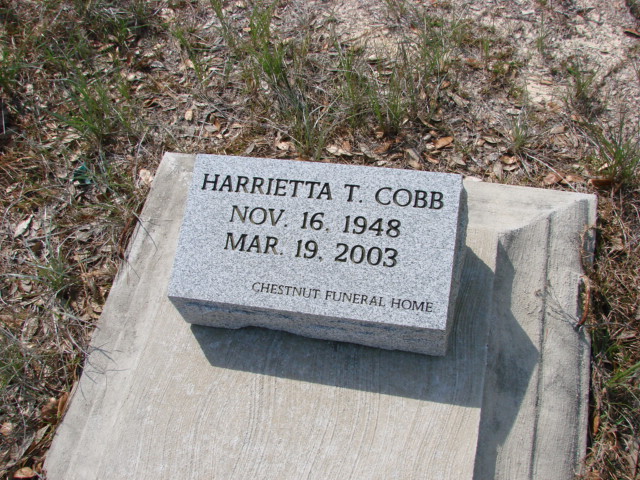 HARRIETTA T. COBB
NOV. 16. 1948
MAR. 19. 2003
CHESTNUT FUNERAL HOME